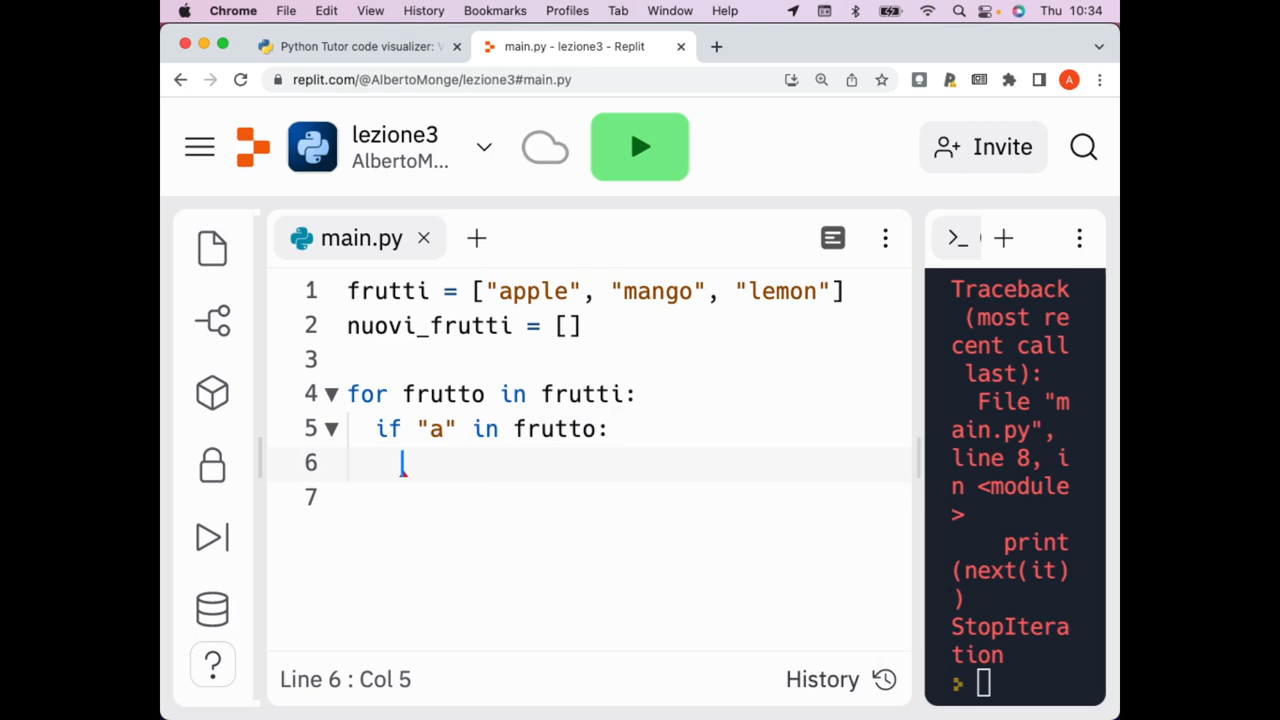 Chrome File Edit View History Bookmarks Profiles Tab Window Help Thu 10:34
Python Tutor code visualizer: main.py - lezione3 - Replit
replit.com/@AlbertoMonge/lezione3#main.py A
lezione3
AlbertoM...
Invite
main.py
1 frutti = ["apple", "mango", "lemon"]
2 nuovi_frutti = []
3
4 for frutto in frutti:
5 if "a" in frutto:
6
7
Line 6 : Col 5
History
Traceback
(most re
cent call
last):
File "m
ain.py",
line 8, i
n <module
>
print
(next(it)
)
StopItera
tion